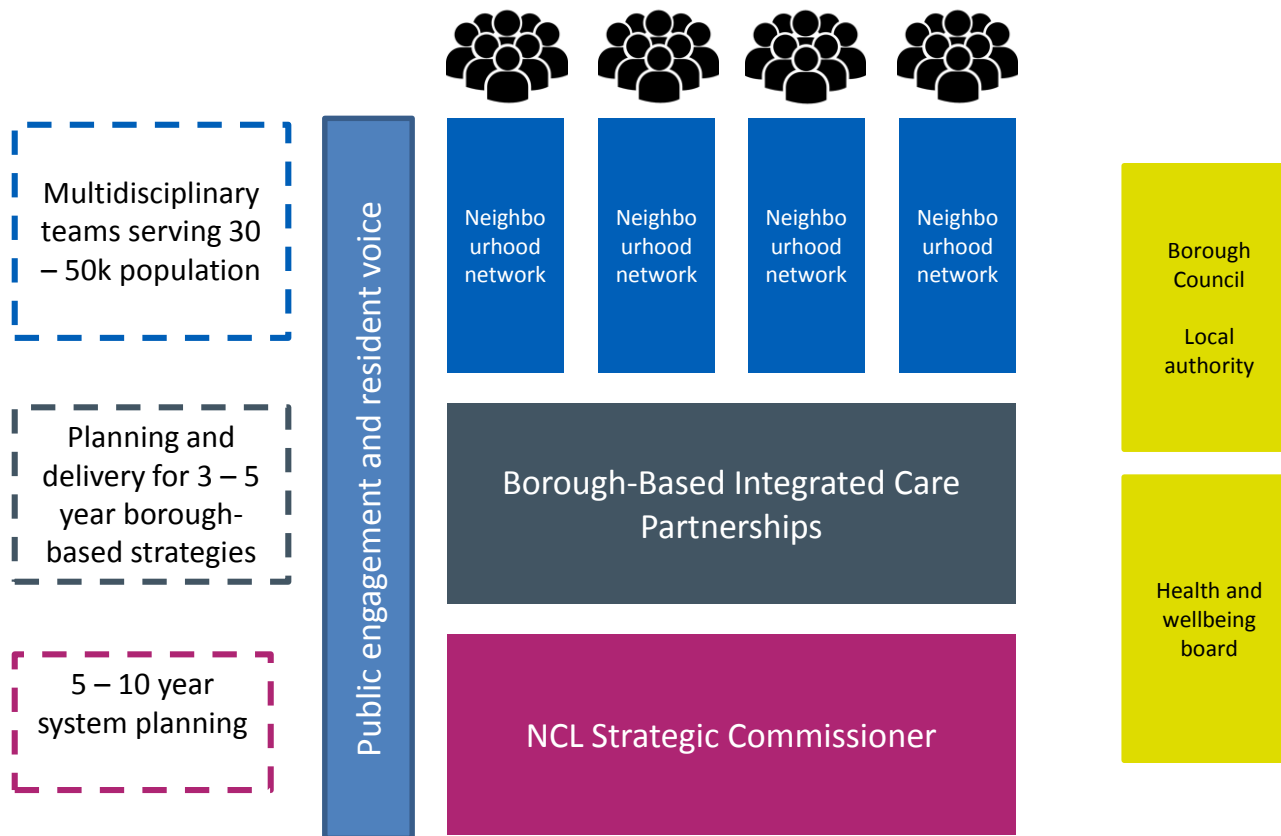 Multidisciplinary
teams serving 30
– 50k population
Planning and
delivery for 3 – 5
year borough-
based strategies
5 – 10 year
system planning
Public engagement and resident voice
Neighbo
urhood
network
Neighbo
urhood
network
Neighbo
urhood
network
Neighbo
urhood
network
Borough-Based Integrated Care
Partnerships
NCL Strategic Commissioner
Borough
Council
Local
authority
Health and
wellbeing
board